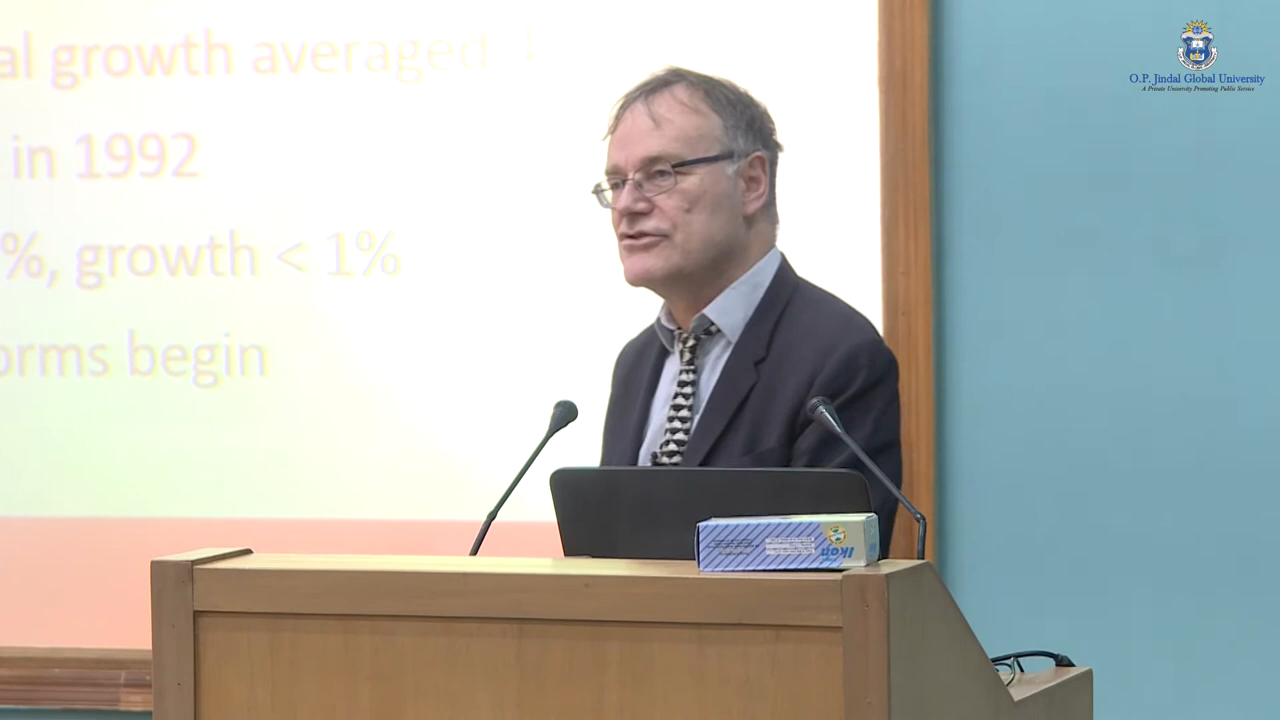 al growth averaged
in 1992
%, growth < 1%
orms begin
O.P. Jindal Global University
A Private University Promoting Public Service
Ikon